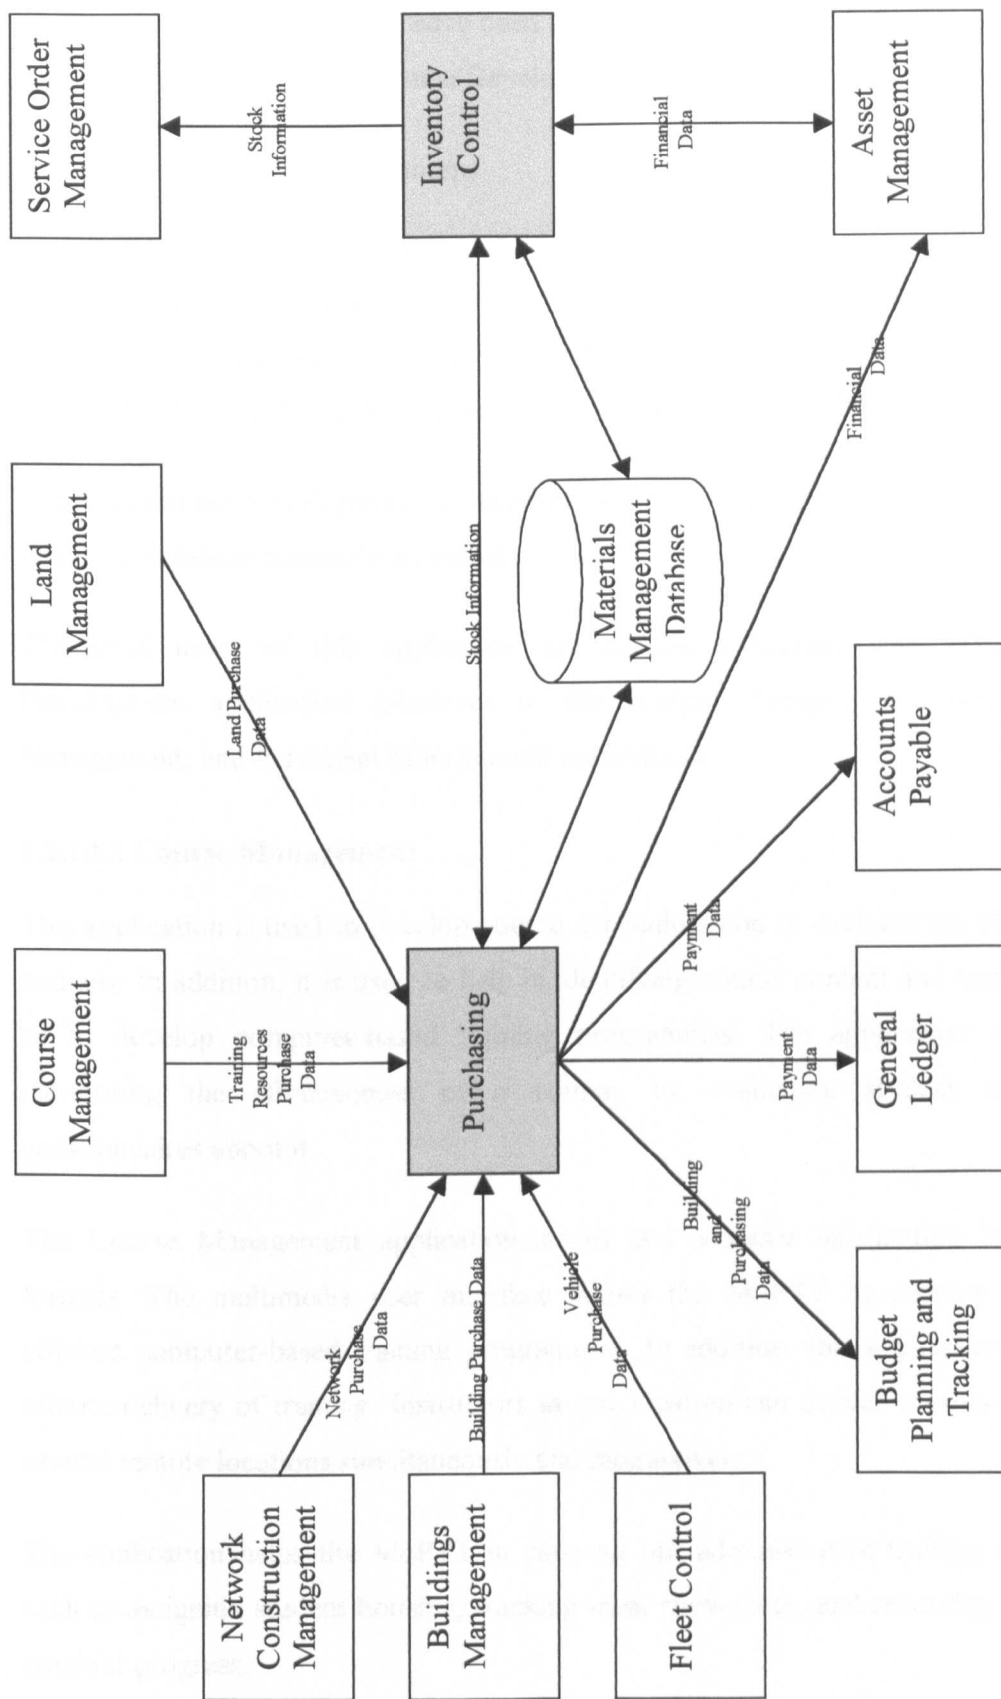 Network
Construction
Management
Course
Management
Land
Management
Service Order
Management
Network
Purchase
Data
Training
Resources
Purchase
Data
Land Purchase
Data
Stock
Information
Buildings
Management
Building Purchase Data
Purchasing
Stock Information
Inventory
Control
Fleet Control
Vehicle
Purchase
Data
Materials
Management
Database
Financial
Data
Building
and
Purchasing
Data
Payment
Data
Payment
Data
Financial
Data
Budget
Planning and
Tracking
General
Ledger
Accounts
Payable
Asset
Management